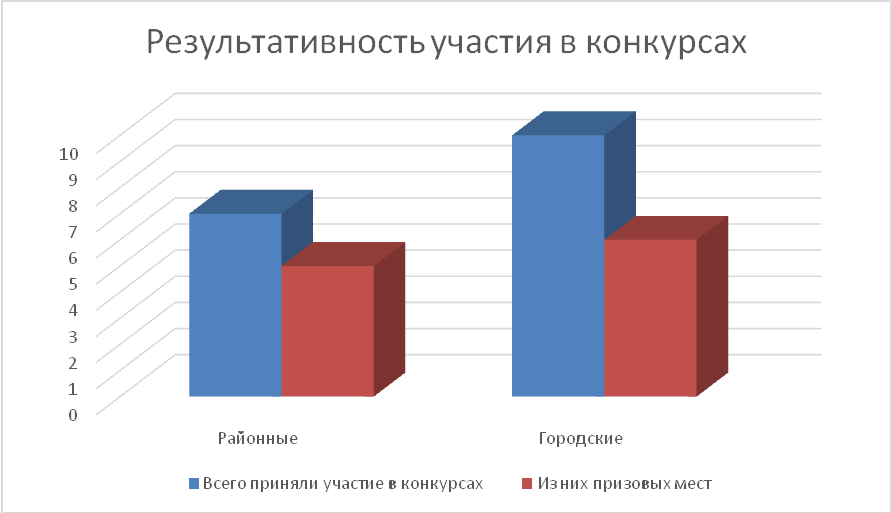 Результативность участия в конкурсах
10
9
8
7
6
5
4
3
2
1
0
Районные
Городские
Всего приняли участие в конкурсах
Из них призовых мест